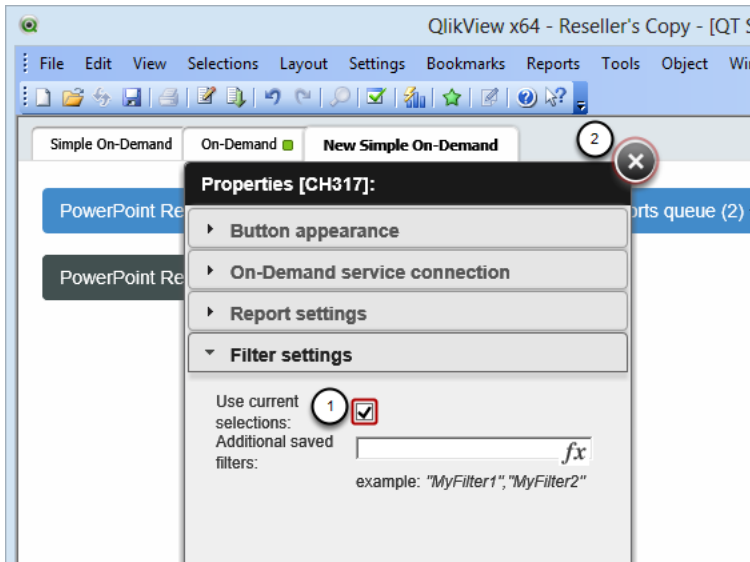 QlikView x64 - Reseller's Copy - [QT S
File Edit View Selections Layout Settings Bookmarks Reports Tools Object Wi
Simple On-Demand On-Demand New Simple On-Demand
2
Properties [CH317]:
PowerPoint Re orts queue (2)
Button appearance
On-Demand service connection
PowerPoint Re
Report settings
Filter settings
Use current
selections:
1
Additional saved
filters:
fx
example: "MyFilter1","MyFilter2"